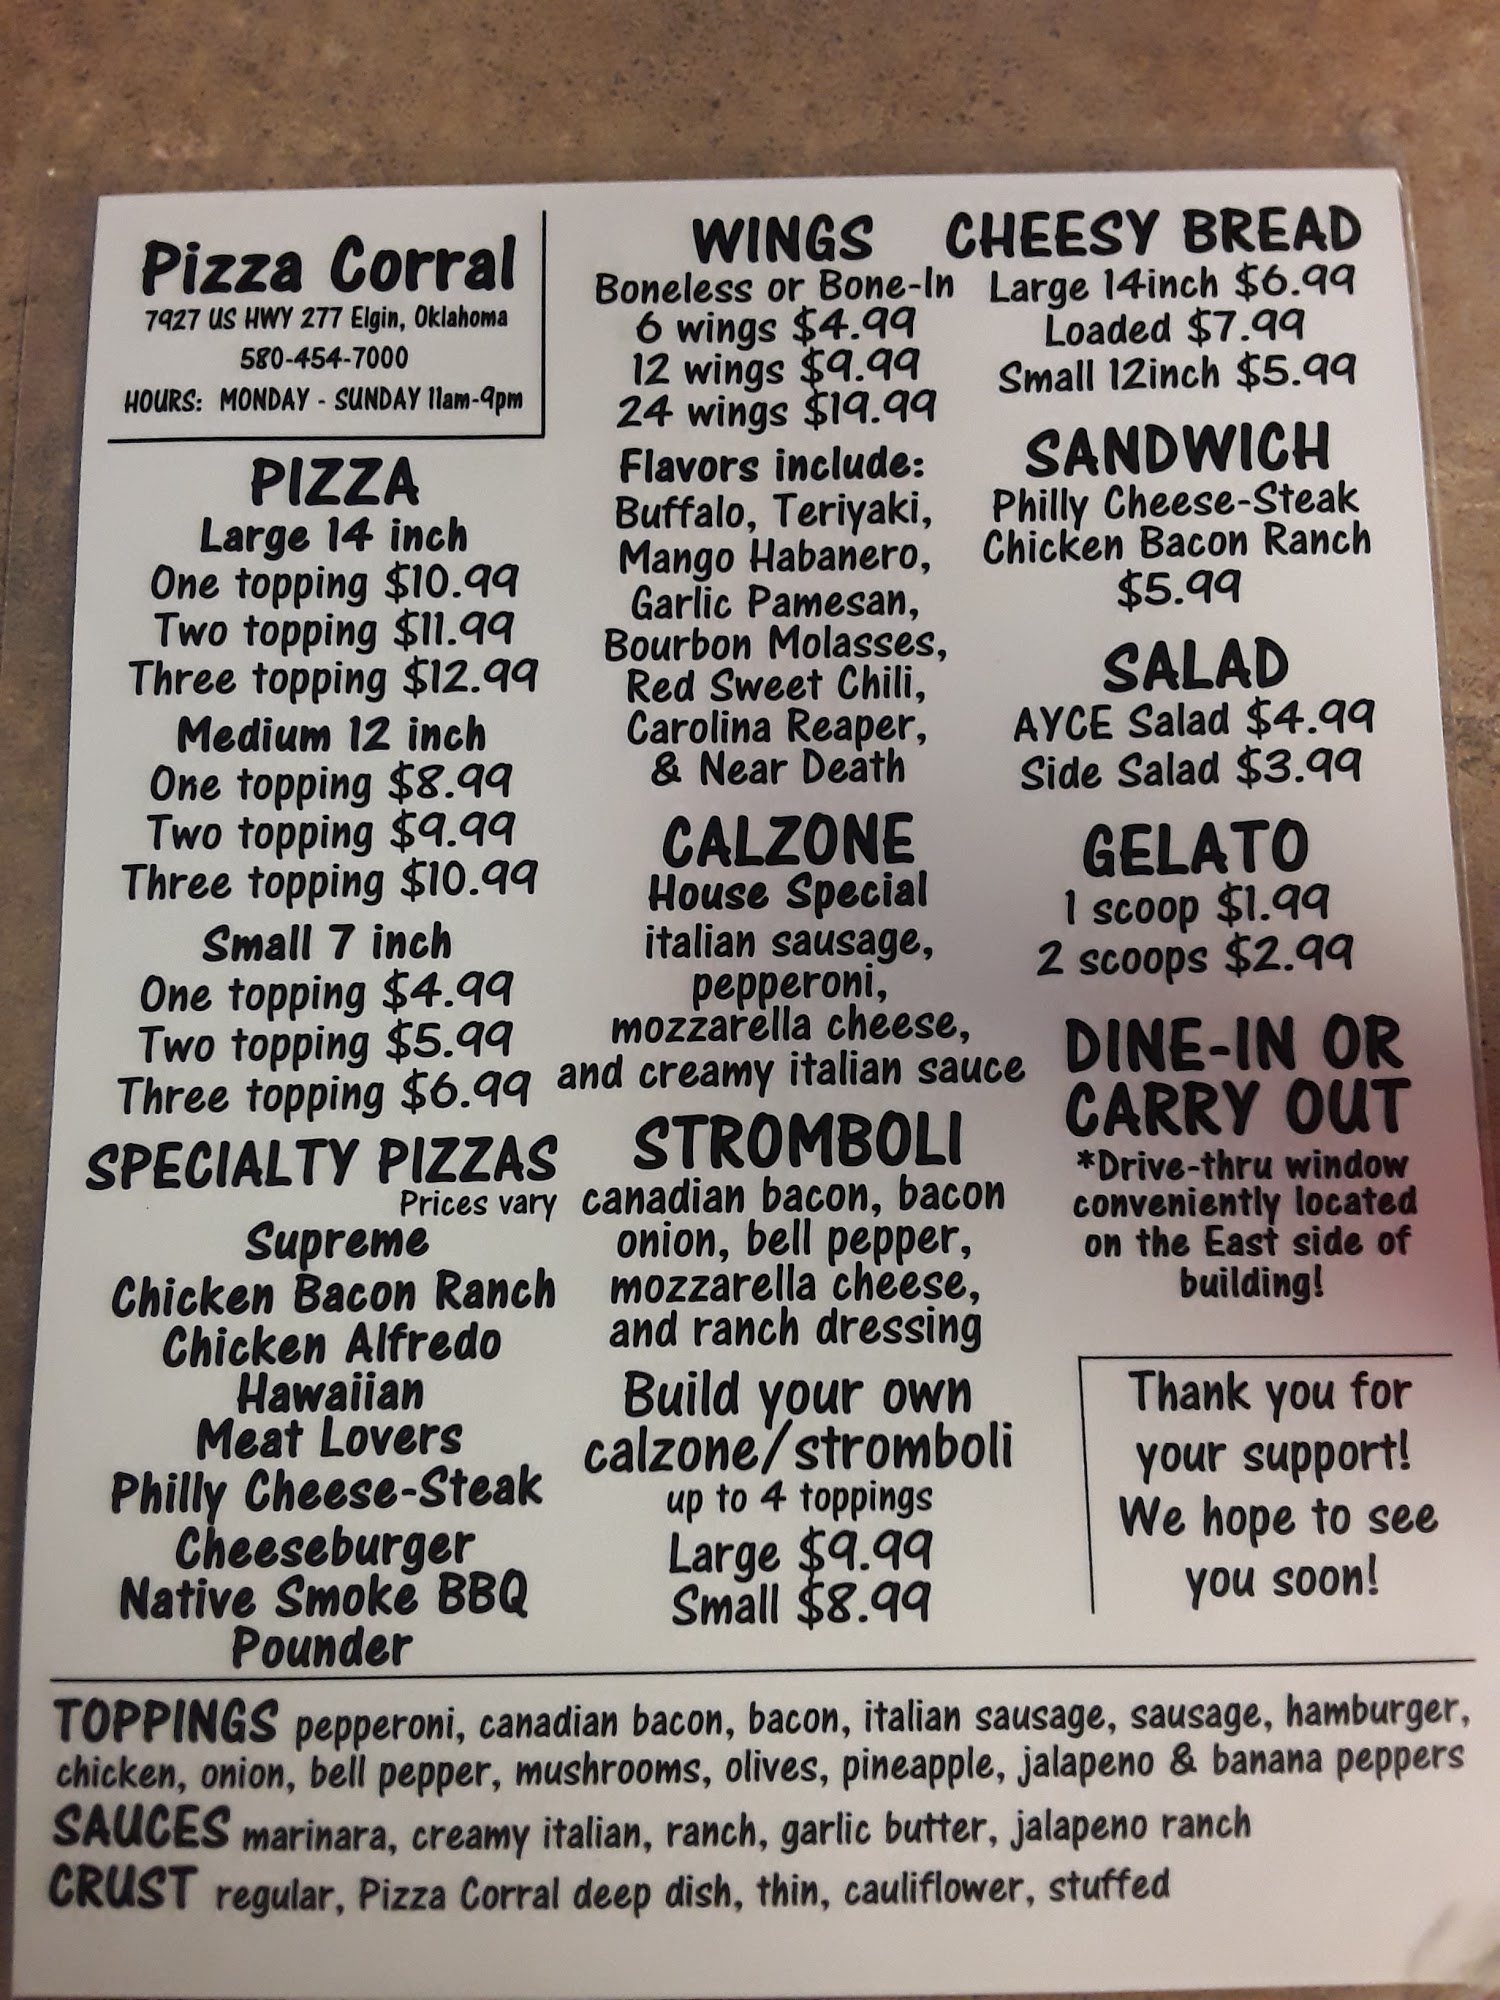 Pizza Corral
7927 US HWY 277 Elgin, Oklahoma
580-454-7000
HOURS: MONDAY - SUNDAY 11am-9pm
PIZZA
Large 14 inch
One topping $10.99
Two topping $11.99
Three topping $12.99
Medium 12 inch
One topping $8.99
Two topping $9.99
Three topping $10.99
Small 7 inch
One topping $4.99
Two topping $5.99
Three topping $6.99
SPECIALTY PIZZAS
Prices vary
Supreme
Chicken Bacon Ranch
Chicken Alfredo
Hawaiian
Meat Lovers
Philly Cheese-Steak
Cheeseburger
Native Smoke BBQ
Pounder
WINGS
Boneless or Bone-In
6 wings $4.99
12 wings $9.99
24 wings $19.99
Flavors include:
Buffalo, Teriyaki,
Mango Habanero,
Garlic Pamesan,
Bourbon Molasses,
Red Sweet Chili,
Carolina Reaper,
& Near Death
CALZONE
House Special
italian sausage,
pepperoni,
mozzarella cheese,
and creamy italian sauce
STROMBOLI
canadian bacon, bacon
onion, bell pepper,
mozzarella cheese,
and ranch dressing
Build your own
calzone/stromboli
up to 4 toppings
Large $9.99
Small $8.99
CHEESY BREAD
Large 14inch $6.99
Loaded $7.99
Small 12inch $5.99
SANDWICH
Philly Cheese-Steak
Chicken Bacon Ranch
$5.99
SALAD
AYCE Salad $4.99
Side Salad $3.99
GELATO
1 scoop $1.99
2 scoops $2.99
DINE-IN OR
CARRY OUT
*Drive-thru window
conveniently located
on the East side of
building!
Thank you for
your support!
We hope to see
you soon!
TOPPINGS pepperoni, canadian bacon, bacon, italian sausage, sausage, hamburger,
chicken, onion, bell pepper, mushrooms, olives, pineapple, jalapeno & banana peppers
SAUCES marinara, creamy italian, ranch, garlic butter, jalapeno ranch
CRUST regular, Pizza Corral deep dish, thin, cauliflower, stuffed